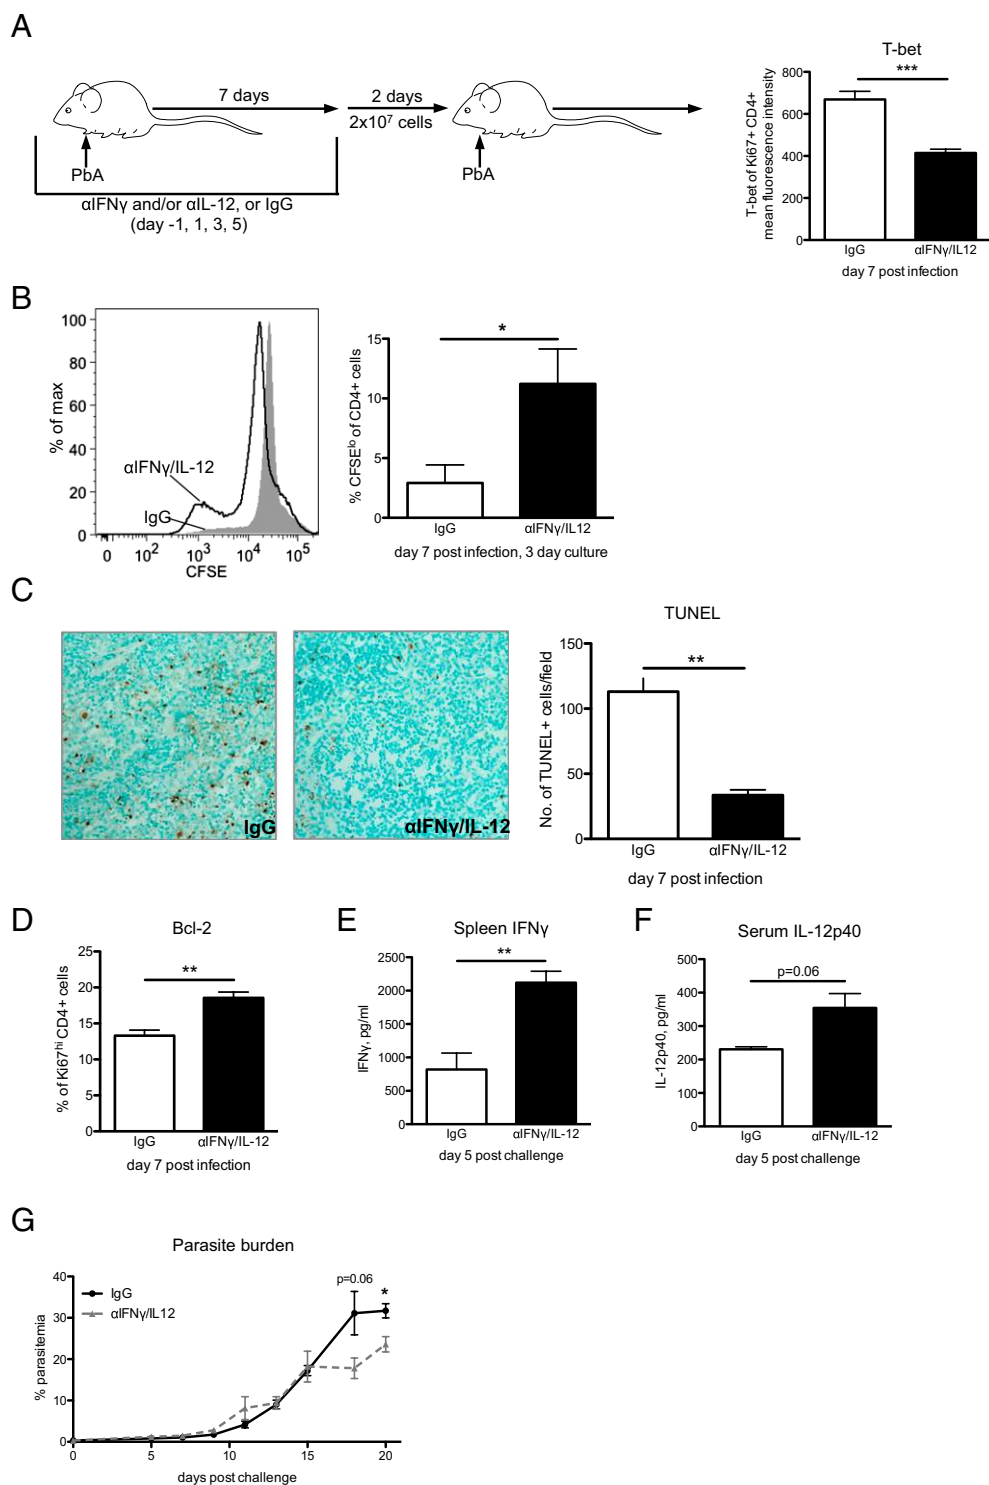 A
7 days
2 days
2x10⁷ cells
PbA
PbA
αIFNγ and/or αIL-12, or IgG
(day -1, 1, 3, 5)
T-bet
***
T-bet of Ki67+ CD4+
mean fluorescence intensity
800
600
400
200
0
IgG αIFNγ/IL12
day 7 post infection
B
% of max
100
80
60
40
20
0
αIFNγ/IL-12
IgG
0 10² 10³ 10⁴ 10⁵
CFSE
*
% CFSEˡᵒ of CD4+ cells
15
10
5
0
IgG αIFNγ/IL12
day 7 post infection, 3 day culture
C
IgG
αIFNγ/IL-12
TUNEL
**
No. of TUNEL+ cells/field
150
100
50
0
IgG αIFNγ/IL-12
day 7 post infection
D
Bcl-2
**
% of Ki67ʰⁱ CD4+ cells
25
20
15
10
5
0
IgG αIFNγ/IL-12
day 7 post infection
E
Spleen IFNγ
**
IFNγ, pg/ml
2500
2000
1500
1000
500
0
IgG αIFNγ/IL-12
day 5 post challenge
F
Serum IL-12p40
p=0.06
IL-12p40, pg/ml
500
400
300
200
100
0
IgG αIFNγ/IL-12
day 5 post challenge
G
Parasite burden
IgG
αIFNγ/IL12
p=0.06
*
% parasitemia
40
30
20
10
0
0 5 10 15 20
days post challenge